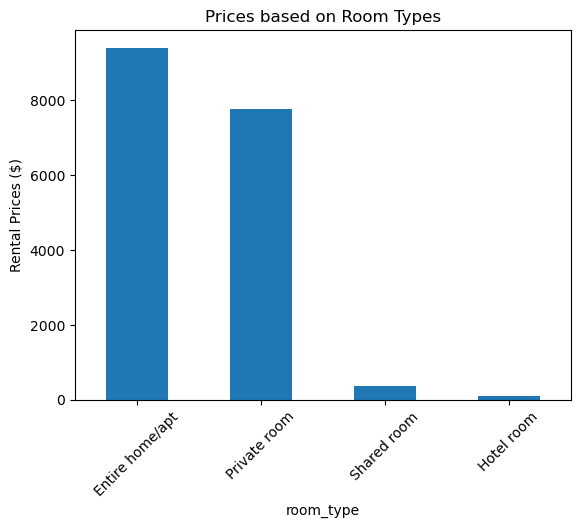 Prices based on Room Types
Rental Prices ($)
8000
6000
4000
2000
0
Entire home/apt
Private room
Shared room
Hotel room
room_type